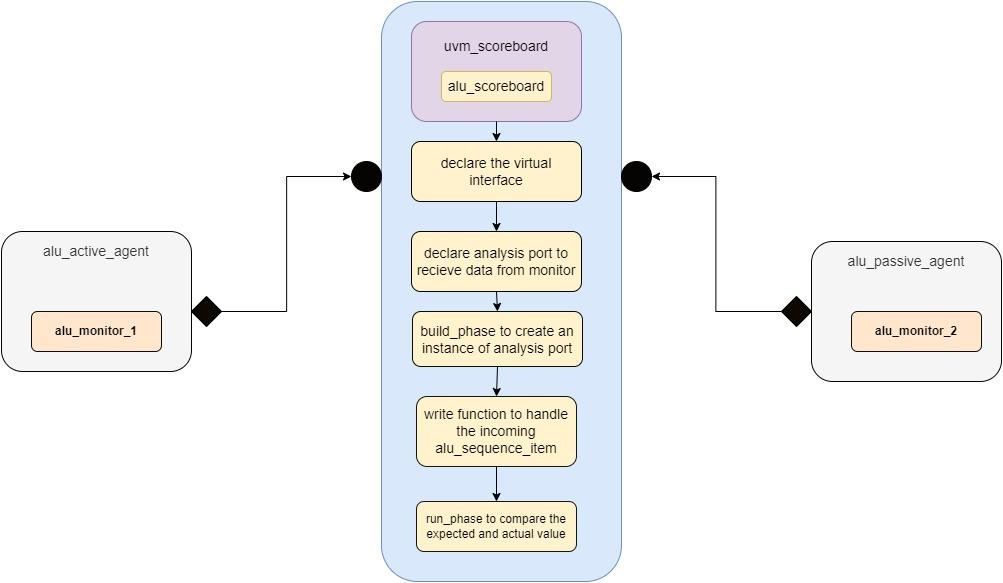 uvm_scoreboard
alu_scoreboard
declare the virtual
interface
declare analysis port to
recieve data from monitor
build_phase to create an
instance of analysis port
write function to handle
the incoming
alu_sequence_item
run_phase to compare the
expected and actual value
alu_active_agent
alu_monitor_1
alu_passive_agent
alu_monitor_2